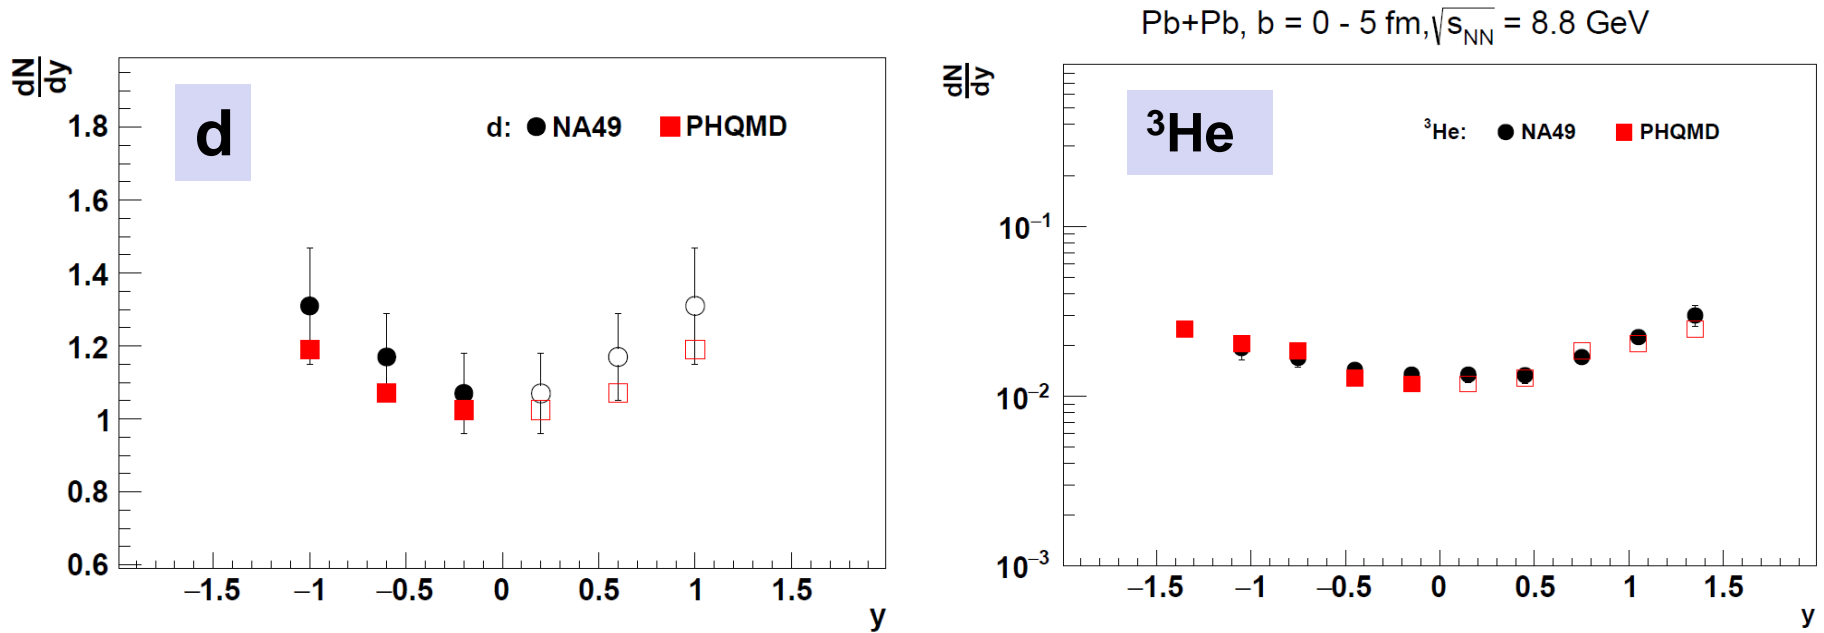 Pb+Pb, b = 0 - 5 fm,√s_NN = 8.8 GeV
dN/dy
d
d: NA49 PHQMD
1.8
1.6
1.4
1.2
1
0.8
0.6
−1.5 −1 −0.5 0 0.5 1 1.5
y
dN/dy
³He
³He: NA49 PHQMD
10⁻¹
10⁻²
10⁻³
−1.5 −1 −0.5 0 0.5 1 1.5
y